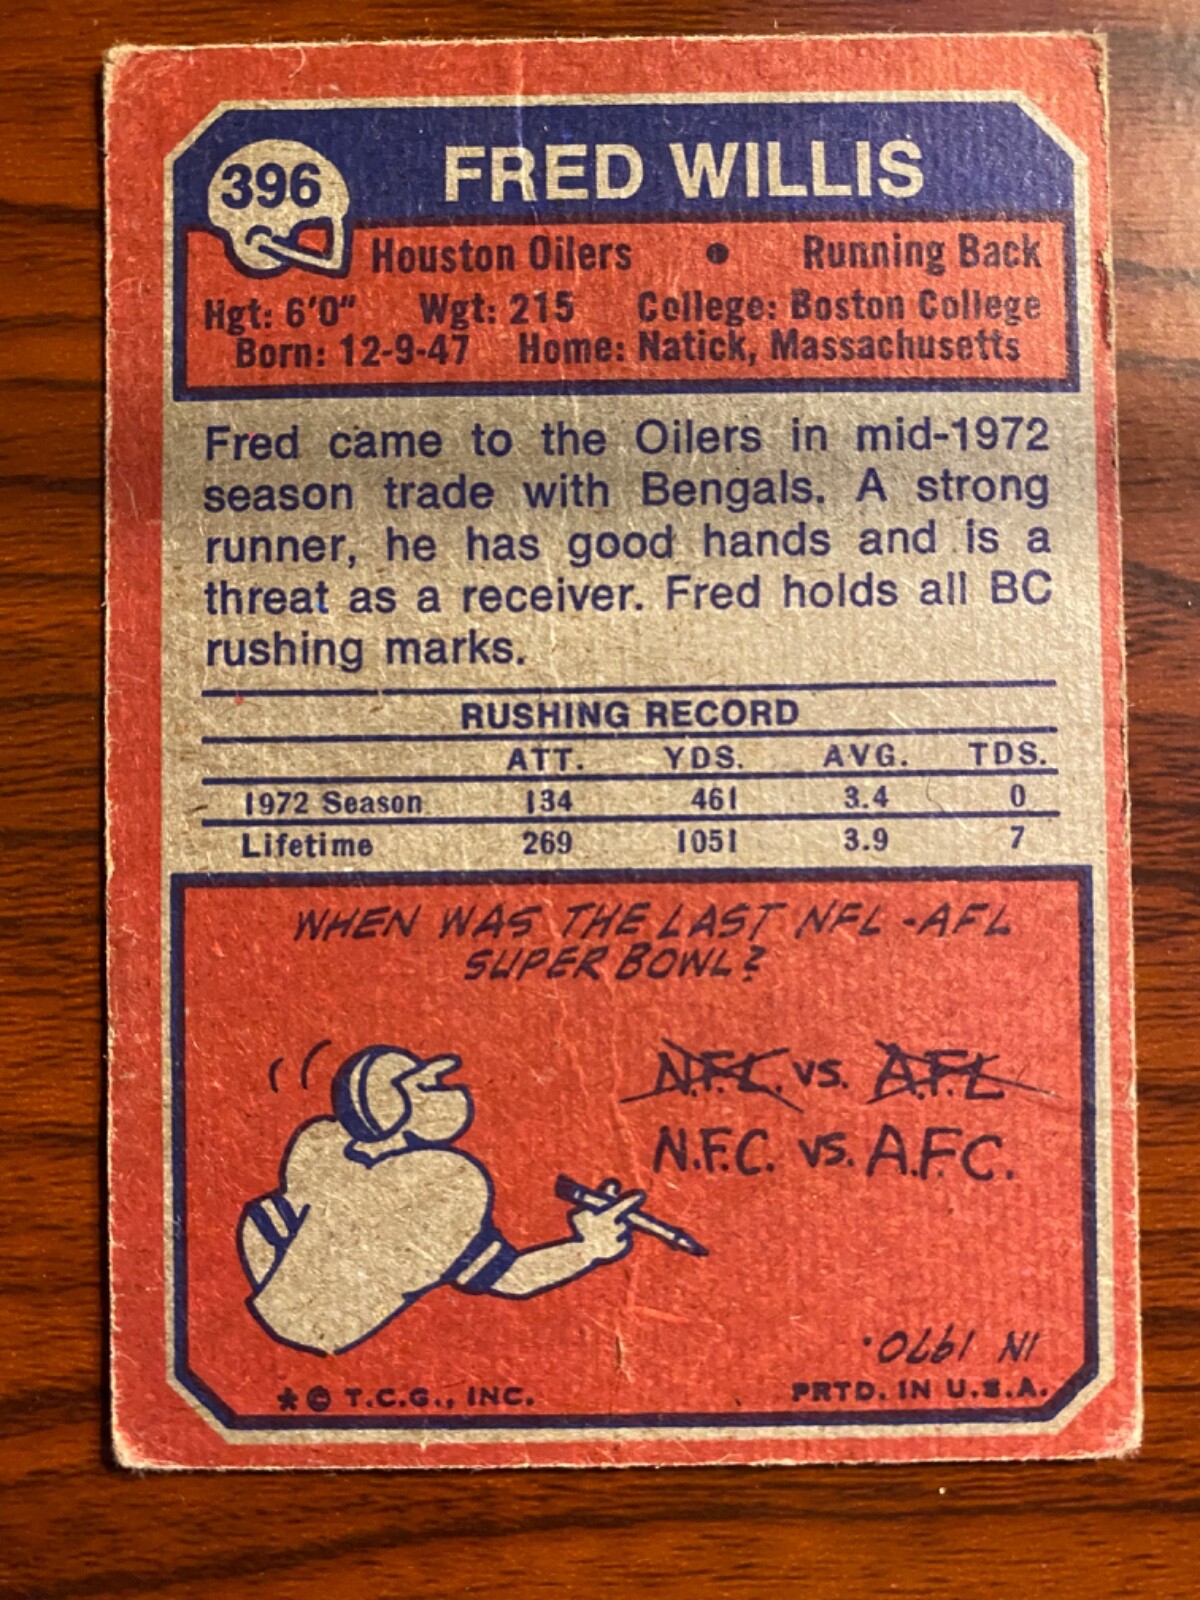 396
FRED WILLIS
Houston Oilers • Running Back
Hgt: 6'0" Wgt: 215 College: Boston College
Born: 12-9-47 Home: Natick, Massachusetts
Fred came to the Oilers in mid-1972
season trade with Bengals. A strong
runner, he has good hands and is a
threat as a receiver. Fred holds all BC
rushing marks.
RUSHING RECORD
ATT. YDS. AVG. TDS.
1972 Season 134 461 3.4 0
Lifetime 269 1051 3.9 7
WHEN WAS THE LAST NFL-AFL
SUPER BOWL?
N.F.L. VS. A.F.L
N.F.C. VS. A.F.C.
IN 1970.
* © T.C.G., INC. PRTD. IN U.S.A.